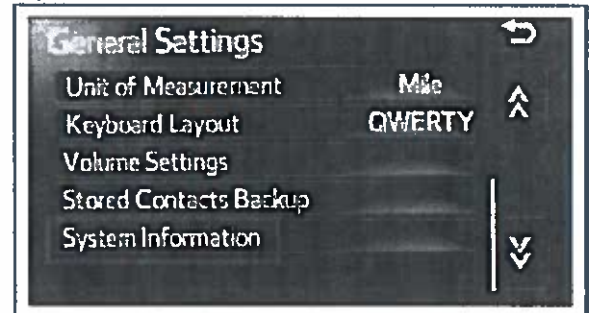 General Settings
Unit of Measurement Mile
Keyboard Layout QWERTY
Volume Settings
Stored Contacts Backup
System Information